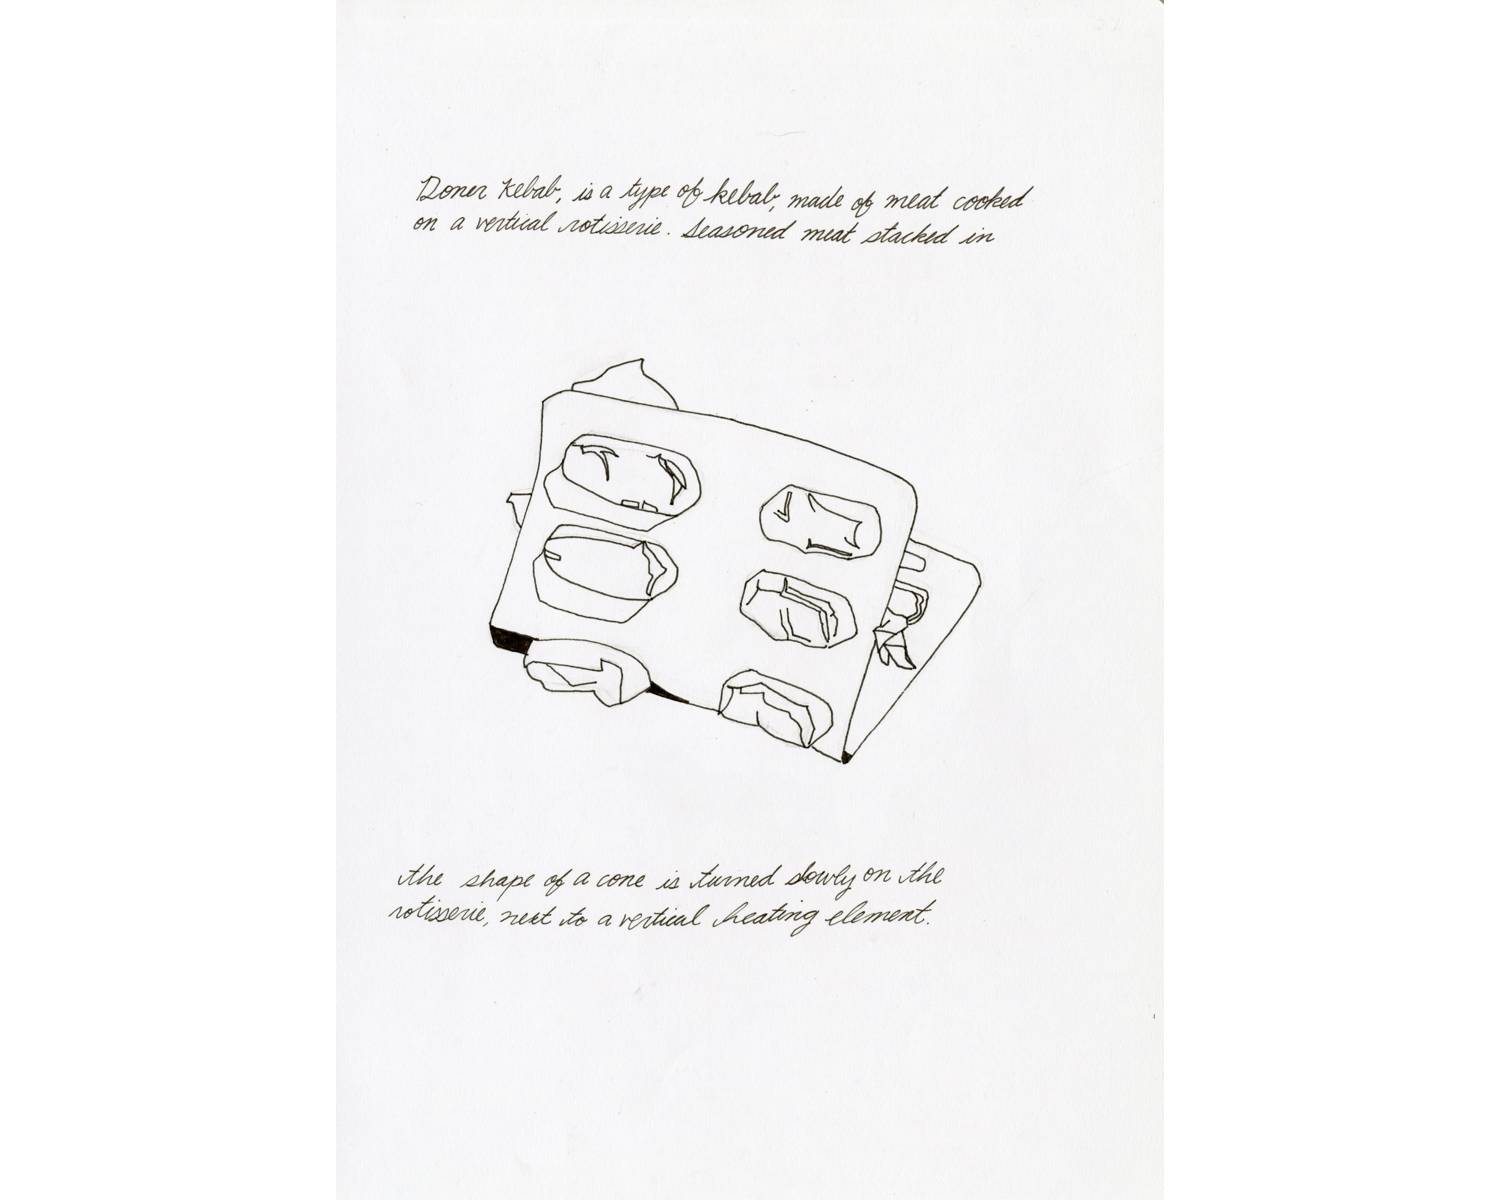 Doner Kebab, is a type of kebab, made of meat cooked
on a vertical rotisserie. Seasoned meat stacked in
the shape of a cone is turned slowly on the
rotisserie, next to a vertical heating element.